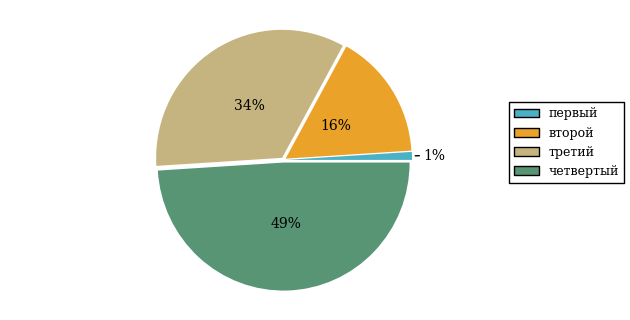 34%
16%
1%
49%
первый
второй
третий
четвертый